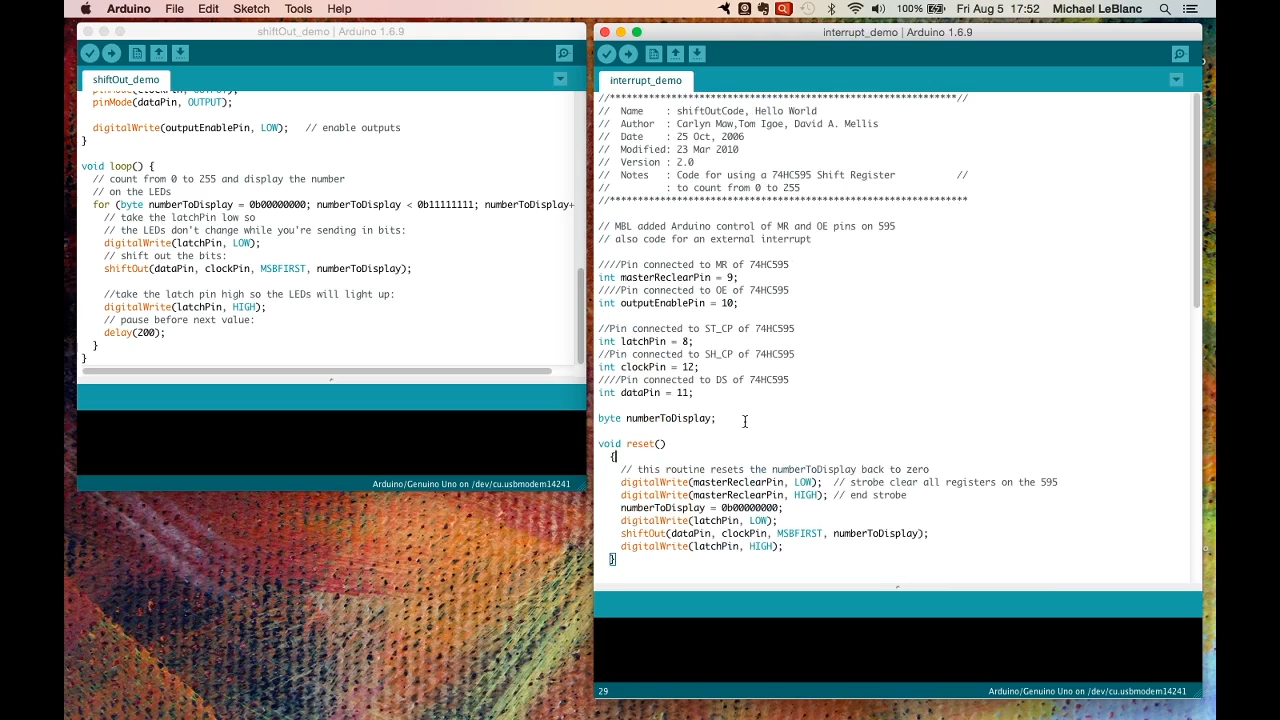 Arduino File Edit Sketch Tools Help 100% Fri Aug 5 17:52 Michael LeBlanc
shiftOut_demo | Arduino 1.6.9
shiftOut_demo
pinMode(clockPin, OUTPUT);
pinMode(dataPin, OUTPUT);
digitalWrite(outputEnablePin, LOW);   // enable outputs
}
void loop() {
// count from 0 to 255 and display the number
// on the LEDs
for (byte numberToDisplay = 0b00000000; numberToDisplay < 0b11111111; numberToDisplay+
// take the latchPin low so
// the LEDs don't change while you're sending in bits:
digitalWrite(latchPin, LOW);
// shift out the bits:
shiftOut(dataPin, clockPin, MSBFIRST, numberToDisplay);
//take the latch pin high so the LEDs will light up:
digitalWrite(latchPin, HIGH);
// pause before next value:
delay(200);
}
}
Arduino/Genuino Uno on /dev/cu.usbmodem14241
interrupt_demo | Arduino 1.6.9
interrupt_demo
//**************************************************************//
//  Name    : shiftOutCode, Hello World
//  Author  : Carlyn Maw,Tom Igoe, David A. Mellis
//  Date    : 25 Oct, 2006
//  Modified: 23 Mar 2010
//  Version : 2.0
//  Notes   : Code for using a 74HC595 Shift Register           //
//          : to count from 0 to 255
//****************************************************************
// MBL added Arduino control of MR and OE pins on 595
// also code for an external interrupt
////Pin connected to MR of 74HC595
int masterReclearPin = 9;
////Pin connected to OE of 74HC595
int outputEnablePin = 10;
//Pin connected to ST_CP of 74HC595
int latchPin = 8;
//Pin connected to SH_CP of 74HC595
int clockPin = 12;
////Pin connected to DS of 74HC595
int dataPin = 11;
byte numberToDisplay;
void reset()
{
// this routine resets the numberToDisplay back to zero
digitalWrite(masterReclearPin, LOW);  // strobe clear all registers on the 595
digitalWrite(masterReclearPin, HIGH); // end strobe
numberToDisplay = 0b00000000;
digitalWrite(latchPin, LOW);
shiftOut(dataPin, clockPin, MSBFIRST, numberToDisplay);
digitalWrite(latchPin, HIGH);
}
29 Arduino/Genuino Uno on /dev/cu.usbmodem14241